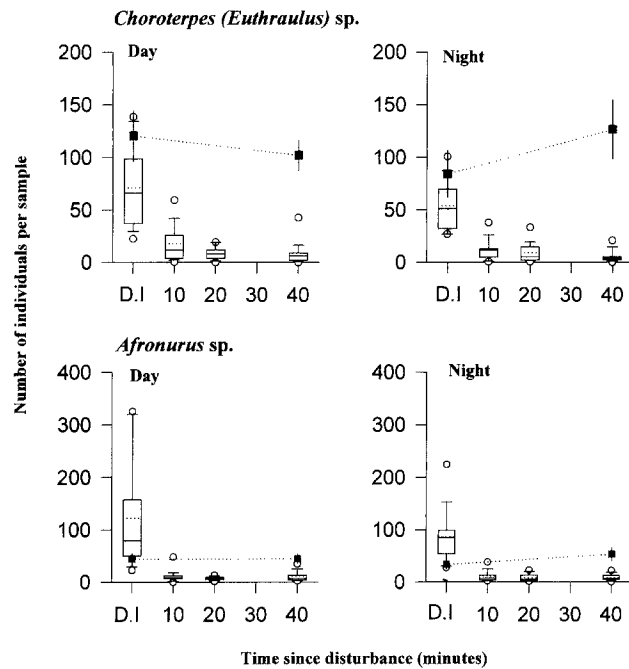 Choroterpes (Euthraulus) sp.
Day
Night
200
150
100
50
0
D.I 10 20 30 40
200
150
100
50
0
D.I 10 20 30 40
Number of individuals per sample
Afronurus sp.
Day
Night
400
300
200
100
0
D.I 10 20 30 40
400
300
200
100
0
D.I 10 20 30 40
Time since disturbance (minutes)